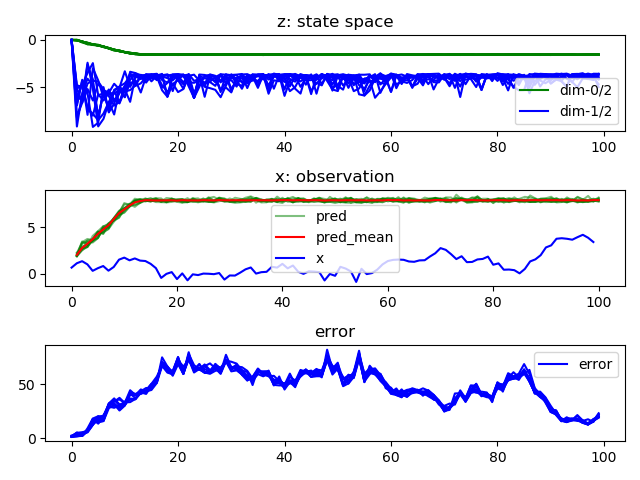 z: state space
0
−5
dim-0/2
dim-1/2
0 20 40 60 80 100
x: observation
5
0
pred
pred_mean
x
0 20 40 60 80 100
error
50
0
error
0 20 40 60 80 100